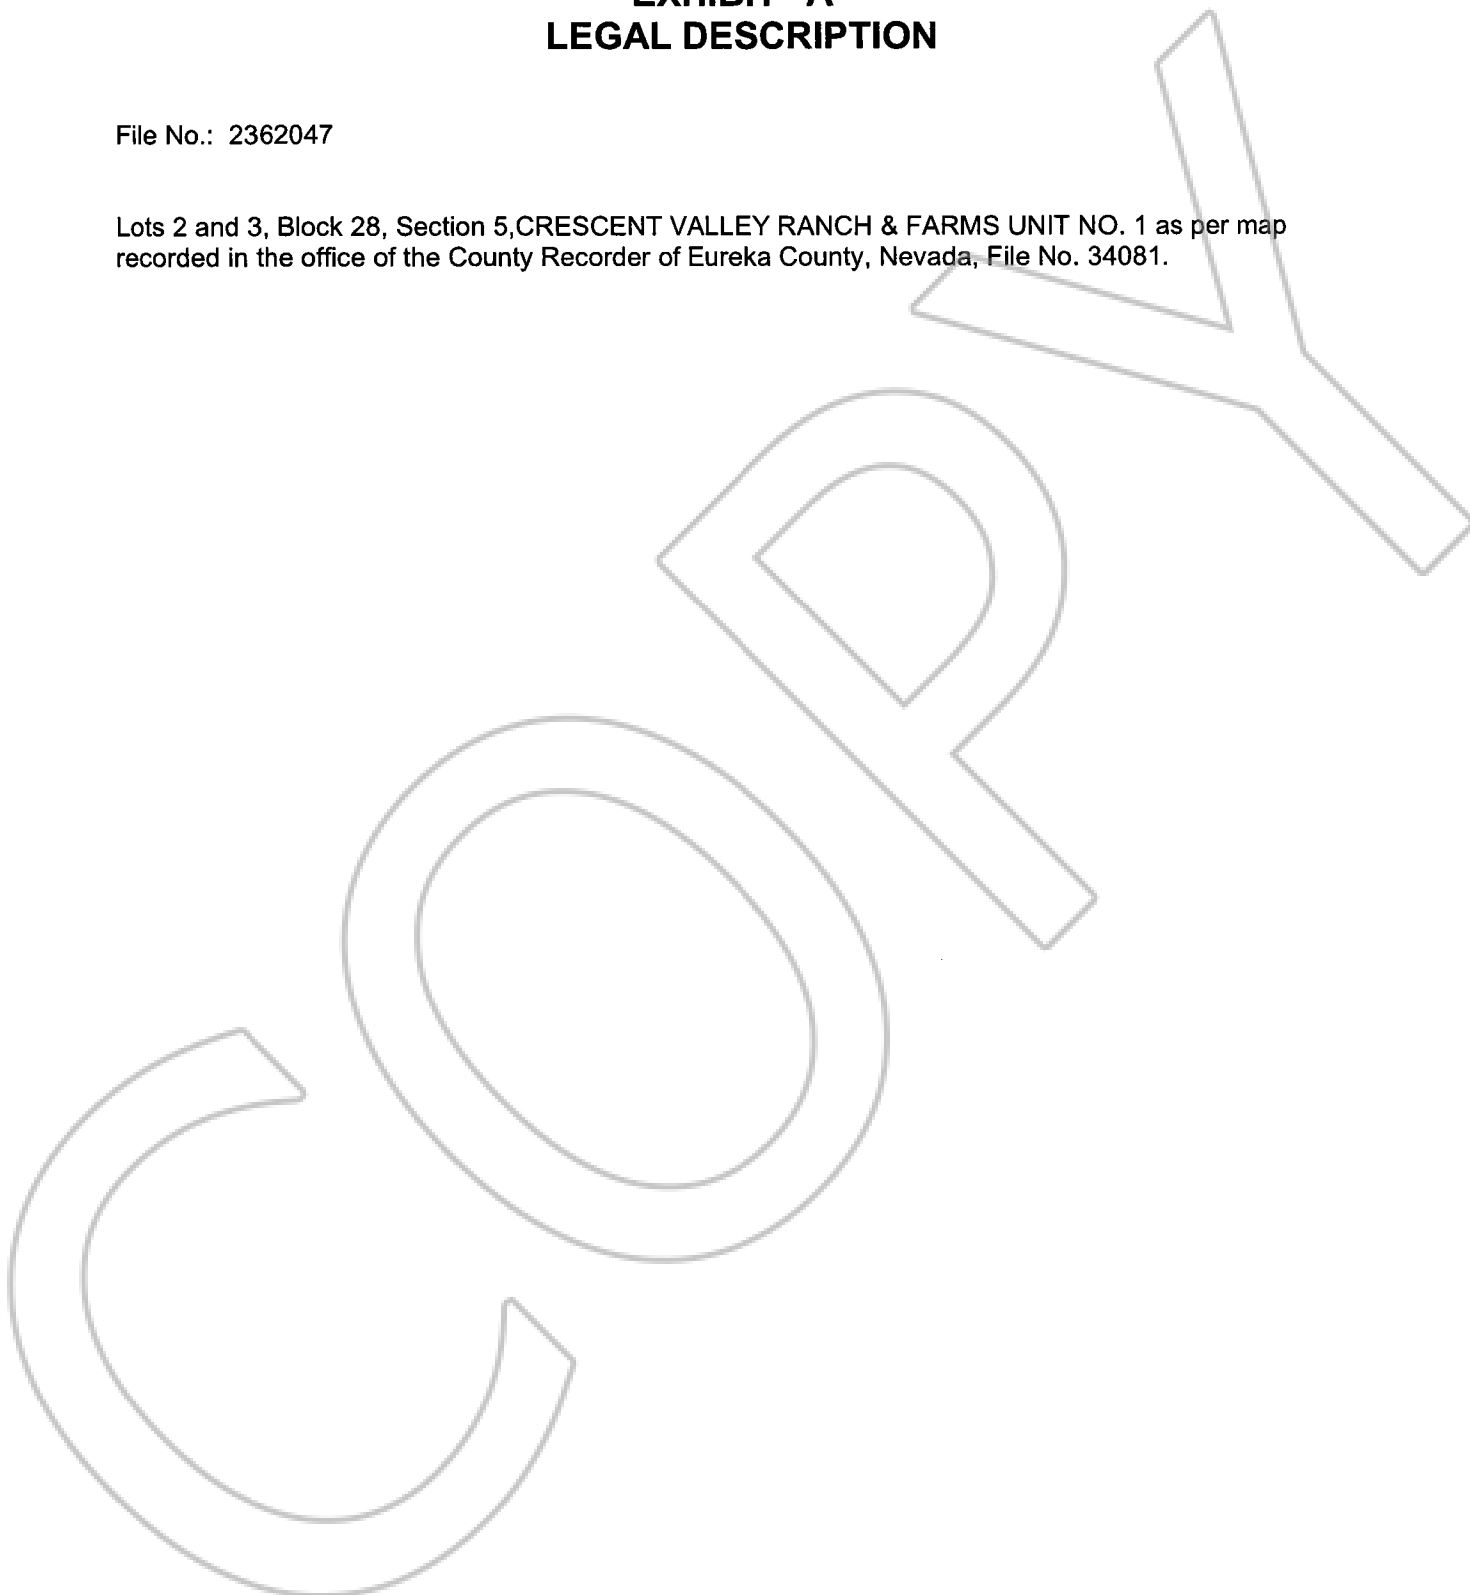 EXHIBIT "A"
LEGAL DESCRIPTION
File No.: 2362047
Lots 2 and 3, Block 28, Section 5,CRESCENT VALLEY RANCH & FARMS UNIT NO. 1 as per map
recorded in the office of the County Recorder of Eureka County, Nevada, File No. 34081.
COPY